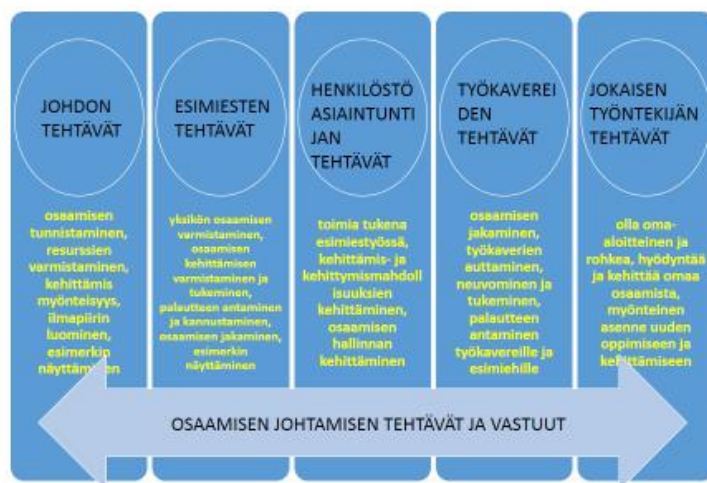 JOHDON
TEHTÄVÄT
osaamisen
tunnistaminen,
resurssien
varmistaminen,
kehittämis
myönteisyys,
ilmapiirin
luominen,
esimerkin
näyttäminen
ESIMIESTEN
TEHTÄVÄT
yksikön osaamisen
varmistaminen,
osaamisen
kehittämisen
varmistaminen ja
tukeminen,
palautteen antaminen
ja kannustaminen,
osaamisen jakaminen,
esimerkin
näyttäminen
HENKILÖSTÖ
ASIAINTUNTI
JAN
TEHTÄVÄT
toimia tukena
esimiestyössä,
kehittämis- ja
kehittymismahdoll
isuuksien
kehittäminen,
osaamisen
hallinnan
kehittäminen
TYÖKAVEREI
DEN
TEHTÄVÄT
osaamisen
jakaminen,
työkaverien
auttaminen,
neuvominen ja
tukeminen,
palautteen
antaminen
työkavereille ja
esimiehille
JOKAISEN
TYÖNTEKIJÄN
TEHTÄVÄT
olla oma-
aloitteinen ja
rohkea, hyödyntää
ja kehittää omaa
osaamista,
myönteinen
asenne uuden
oppimiseen ja
kehittämiseen
OSAAMISEN JOHTAMISEN TEHTÄVÄT JA VASTUUT